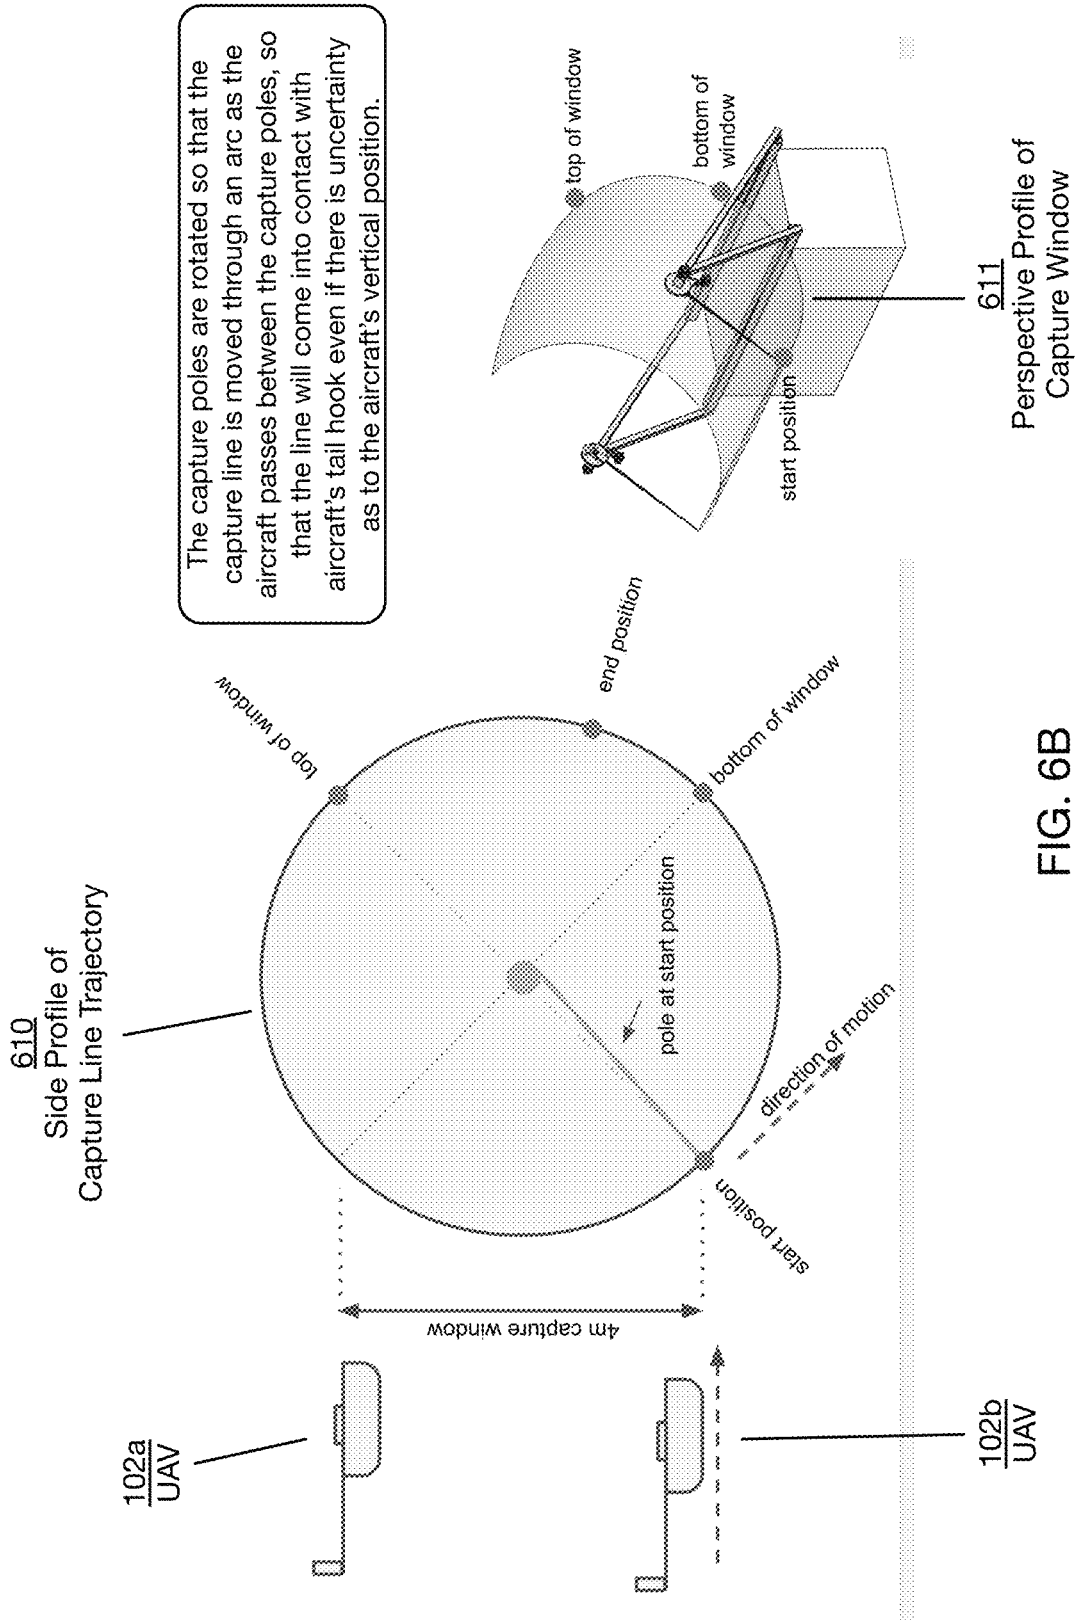 610
Side Profile of
Capture Line Trajectory
The capture poles are rotated so that the
capture line is moved through an arc as the
aircraft passes between the capture poles, so
that the line will come into contact with
aircraft's tail hook even if there is uncertainty
as to the aircraft's vertical position.
102a
UAV
4m capture window
top of window
end position
bottom of window
pole at start position
start position
direction of motion
102b
UAV
top of window
bottom of
window
start position
611
Perspective Profile of
Capture Window
FIG. 6B